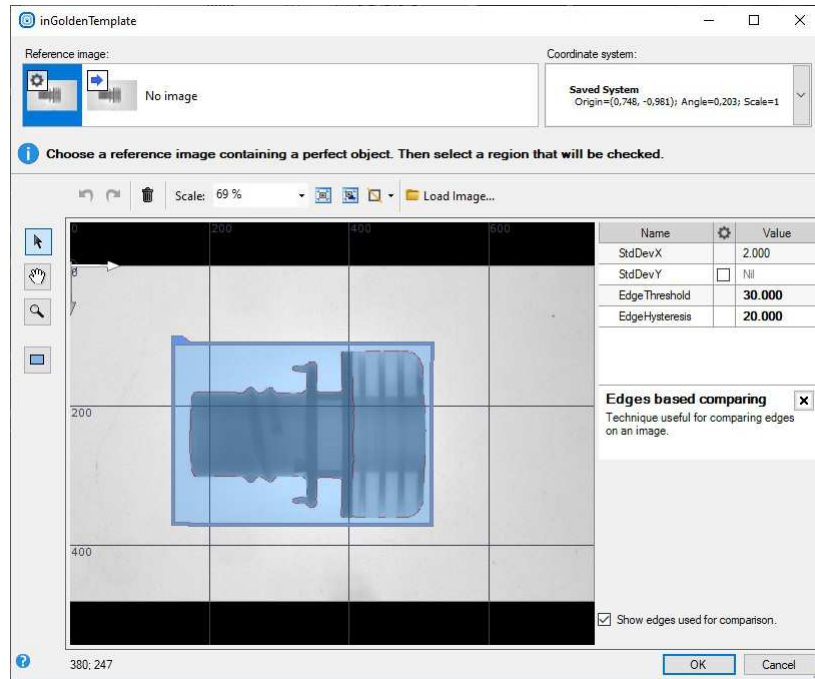 inGoldenTemplate
Reference image:
Coordinate system:
No image
Saved System
Origin=(0,748, -0,981); Angle=0,203; Scale=1
Choose a reference image containing a perfect object. Then select a region that will be checked.
Scale: 69 %
Load Image...
0 200 400 600
0
200
400
Name Value
StdDevX 2.000
StdDevY Nil
EdgeThreshold 30.000
EdgeHysteresis 20.000
Edges based comparing
Technique useful for comparing edges
on an image.
Show edges used for comparison.
380; 247
OK Cancel